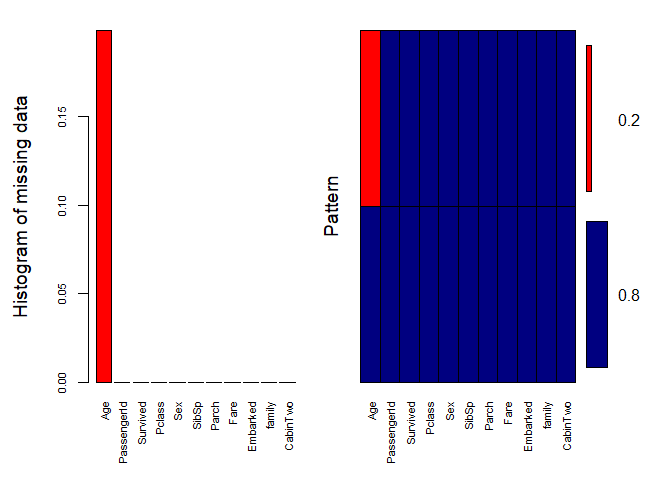 Histogram of missing data
0.00
0.05
0.10
0.15
Age
PassengerId
Survived
Pclass
Sex
SibSp
Parch
Fare
Embarked
family
CabinTwo
Pattern
Age
PassengerId
Survived
Pclass
Sex
SibSp
Parch
Fare
Embarked
family
CabinTwo
0.2
0.8